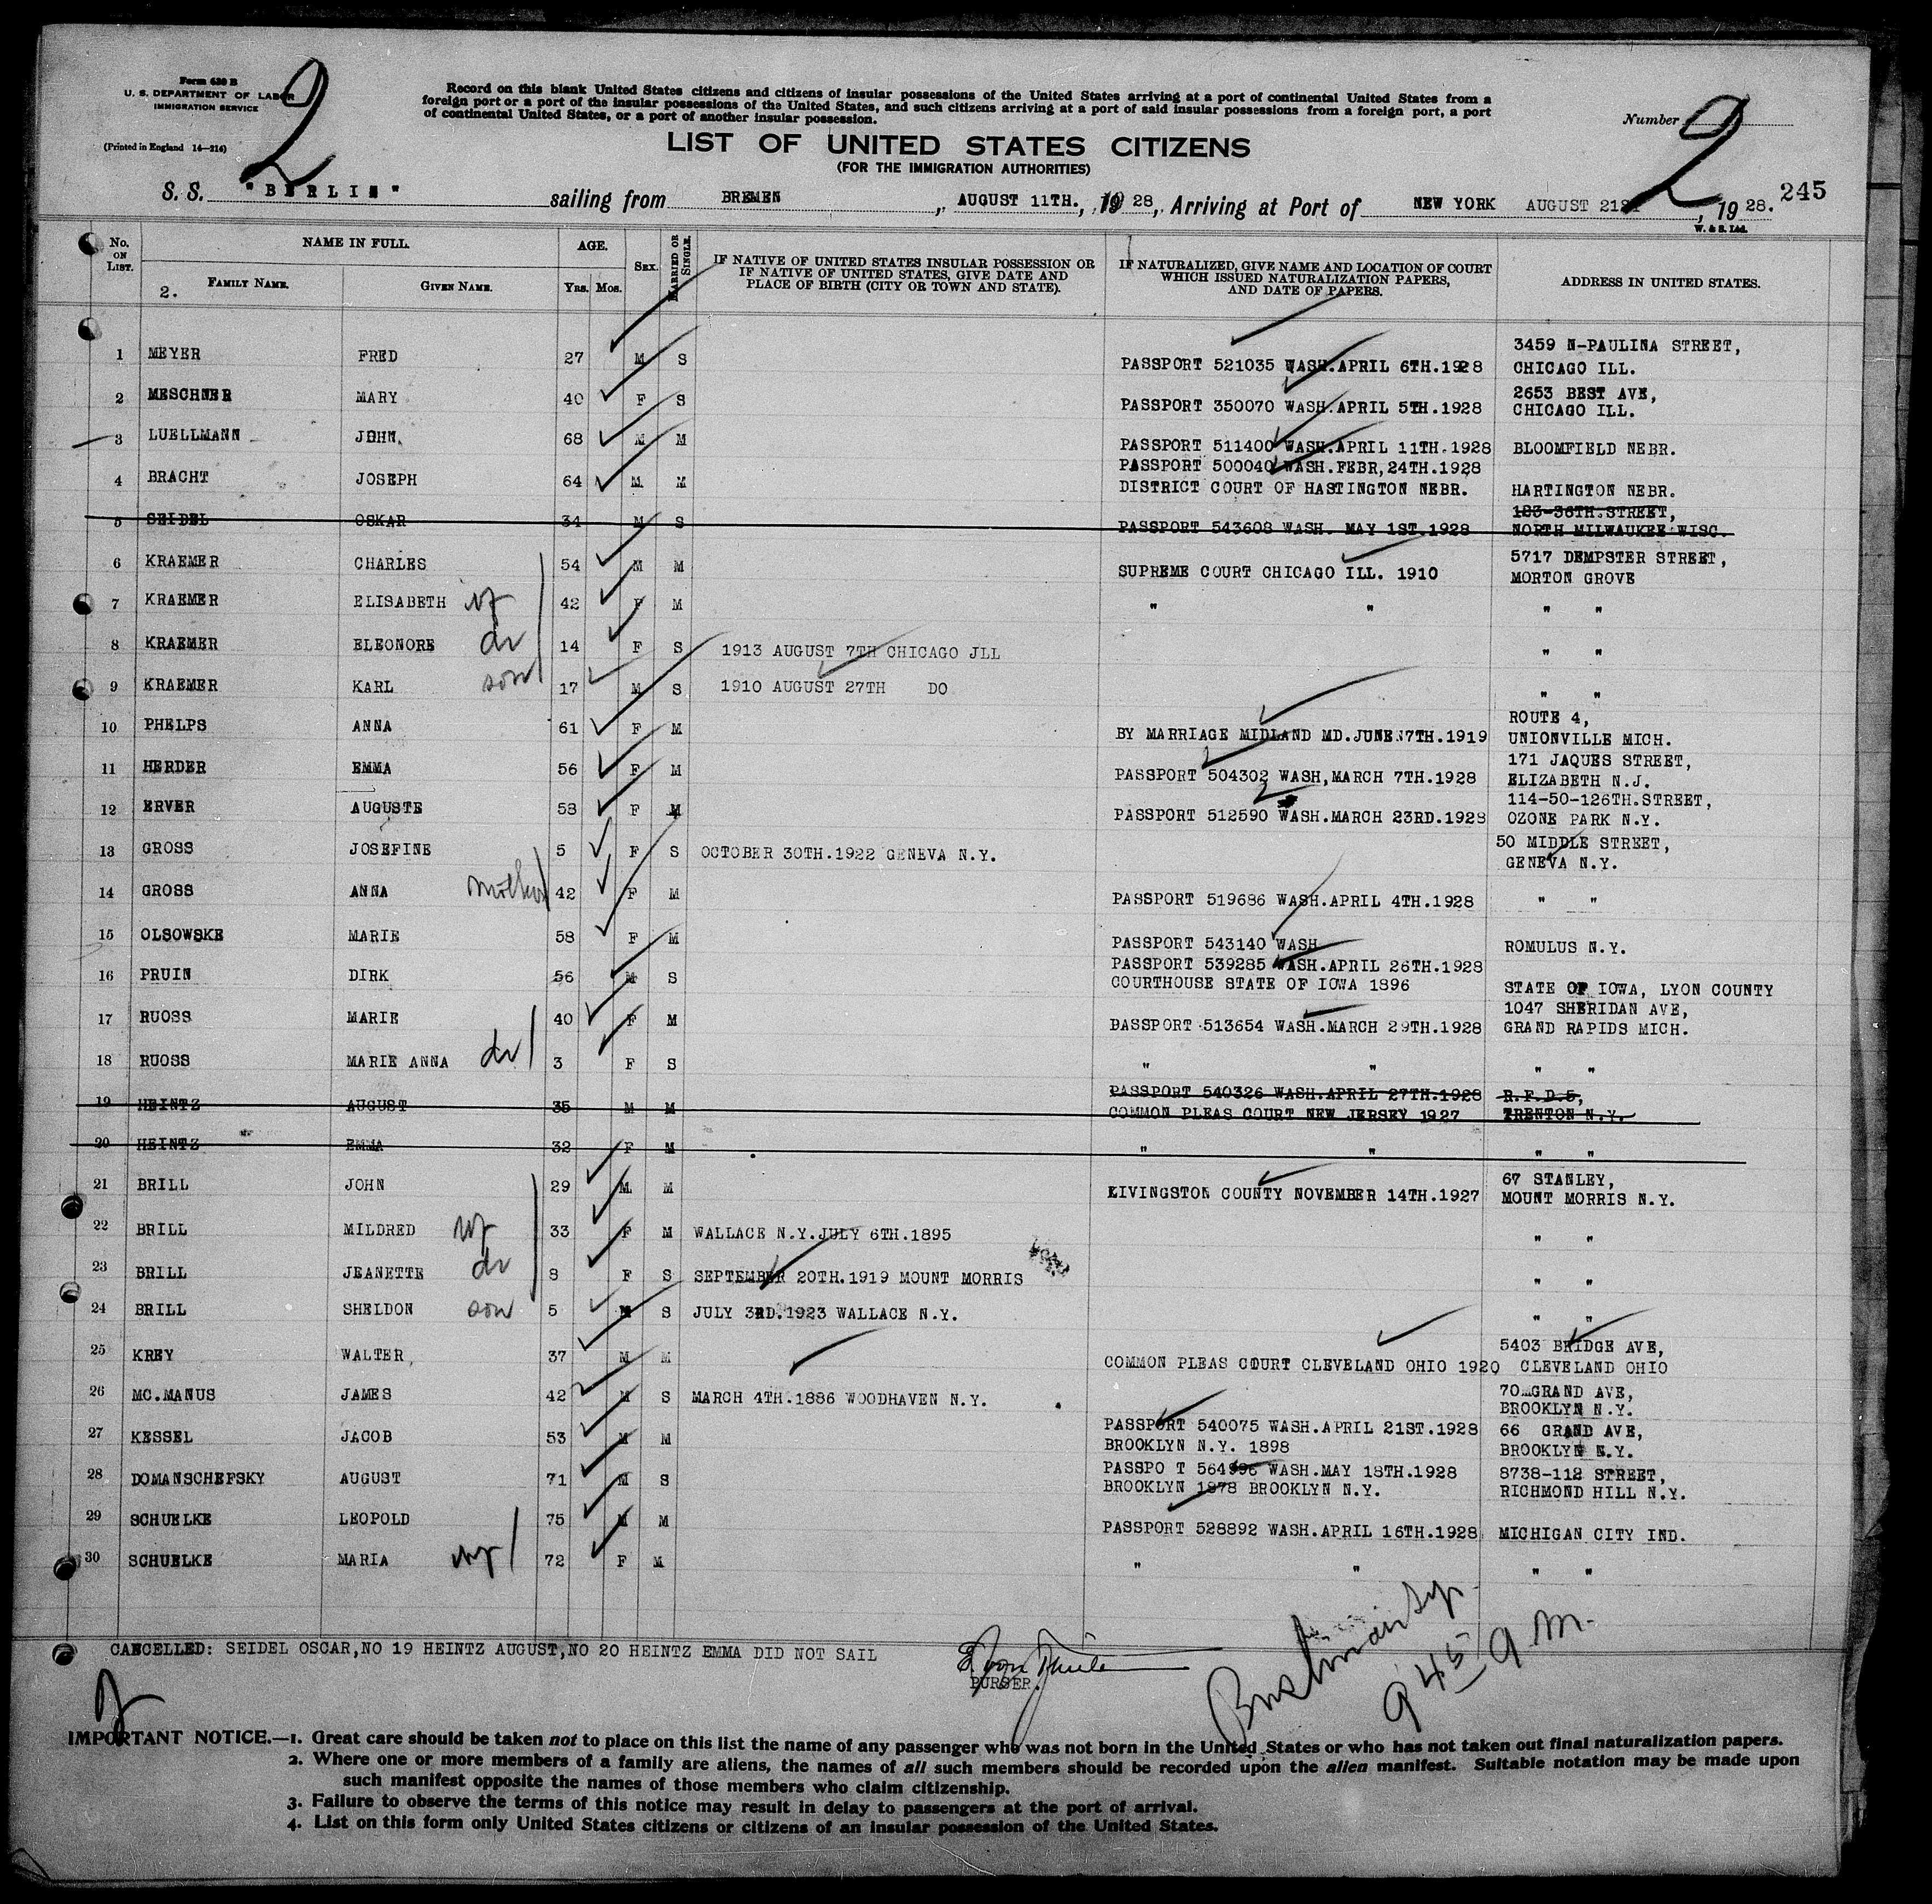 Form 630 B
U. S. DEPARTMENT OF LABOR
IMMIGRATION SERVICE
(Printed in England 14—214)
2
Record on this blank United States citizens and citizens of insular possessions of the United States arriving at a port of continental United States from a
foreign port or a port of the insular possessions of the United States, and such citizens arriving at a port of said insular possessions from a foreign port, a port
of continental United States, or a port of another insular possession.
Number 2
LIST OF UNITED STATES CITIZENS
(FOR THE IMMIGRATION AUTHORITIES)
245
S. S. "BERLIN" sailing from BREMEN, AUGUST 11TH., 1928, Arriving at Port of NEW YORK AUGUST 21ST, 1928.
W. & S. Ltd.
No. ON LIST. NAME IN FULL. AGE. SEX. MARRIED OR SINGLE. IF NATIVE OF UNITED STATES INSULAR POSSESSION OR IF NATIVE OF UNITED STATES, GIVE DATE AND PLACE OF BIRTH (CITY OR TOWN AND STATE). IF NATURALIZED, GIVE NAME AND LOCATION OF COURT WHICH ISSUED NATURALIZATION PAPERS, AND DATE OF PAPERS. ADDRESS IN UNITED STATES.
2. FAMILY NAME. GIVEN NAME. Yrs. Mos.
1 MEYER FRED 27 M S PASSPORT 521035 WASH.APRIL 6TH.1928 3459 N-PAULINA STREET, CHICAGO ILL.
2 MESCHNER MARY 40 F S PASSPORT 350070 WASH.APRIL 5TH.1928 2653 BEST AVE, CHICAGO ILL.
3 LUELLMANN JOHN. 68 M M PASSPORT 511400 WASH.APRIL 11TH.1928 BLOOMFIELD NEBR.
4 BRACHT JOSEPH 64 M M PASSPORT 500040 WASH.FEBR,24TH.1928 DISTRICT COURT OF HASTINGTON NEBR. HARTINGTON NEBR.
5 SEIDEL OSKAR 34 M S PASSPORT 543608 WASH. MAY 1ST.1928 183-36TH.STREET, NORTH MILWAUKEE WISC.
6 KRAEMER CHARLES 54 M M SUPREME COURT CHICAGO ILL. 1910 5717 DEMPSTER STREET, MORTON GROVE
7 KRAEMER ELISABETH wf 42 F M " " " "
8 KRAEMER ELEONORE dr 14 F S 1913 AUGUST 7TH CHICAGO JLL " "
9 KRAEMER KARL son 17 M S 1910 AUGUST 27TH DO " "
10 PHELPS ANNA 61 F M BY MARRIAGE MIDLAND MD.JUNE.7TH.1919 ROUTE 4, UNIONVILLE MICH.
11 HERDER EMMA 56 F M PASSPORT 504302 WASH,MARCH 7TH.1928 171 JAQUES STREET, ELIZABETH N.J.
12 ERVER AUGUSTE 53 F M PASSPORT 512590 WASH.MARCH 23RD.1928 114-50-126TH.STREET, OZONE PARK N.Y.
13 GROSS JOSEFINE 5 F S OCTOBER 30TH.1922 GENEVA N.Y. 50 MIDDLE STREET, GENEVA N.Y.
14 GROSS ANNA mother 42 F M PASSPORT 519686 WASH.APRIL 4TH.1928 " "
15 OLSOWSKE MARIE 58 F M PASSPORT 543140 WASH ROMULUS N.Y.
16 PRUIN DIRK 56 M S PASSPORT 539285 WASH.APRIL 26TH.1928 COURTHOUSE STATE OF IOWA 1896 STATE OF IOWA, LYON COUNTY
17 RUOSS MARIE 40 F M BASSPORT 513654 WASH.MARCH 29TH.1928 1047 SHERIDAN AVE, GRAND RAPIDS MICH.
18 RUOSS MARIE ANNA dr 3 F S " " " "
19 HEINTZ AUGUST 35 M M PASSPORT 540326 WASH.APRIL 27TH.1928 COMMON PLEAS COURT NEW JERSEY 1927 R.F.D.5, TRENTON N.Y.
20 HEINTZ EMMA 32 F M " " " "
21 BRILL JOHN 29 M M LIVINGSTON COUNTY NOVEMBER 14TH.1927 67 STANLEY, MOUNT MORRIS N.Y.
22 BRILL MILDRED wf 33 F M WALLACE N.Y.JULY 6TH.1895 " "
23 BRILL JEANETTE dr 8 F S SEPTEMBER 20TH.1919 MOUNT MORRIS " "
24 BRILL SHELDON son 5 M S JULY 3RD.1923 WALLACE N.Y. " "
25 KREY WALTER 37 M M COMMON PLEAS COURT CLEVELAND OHIO 1920 5403 BRIDGE AVE, CLEVELAND OHIO
26 MC.MANUS JAMES 42 M S MARCH 4TH.1886 WOODHAVEN N.Y. 70 GRAND AVE, BROOKLYN N.Y.
27 KESSEL JACOB 53 M M PASSPORT 540075 WASH.APRIL 21ST.1928 BROOKLYN N.Y. 1898 66 GRAND AVE, BROOKLYN N.Y.
28 DOMANSCHEFSKY AUGUST 71 M S PASSPO T 564996 WASH.MAY 18TH.1928 BROOKLYN 1878 BROOKLYN N.Y. 8738-112 STREET, RICHMOND HILL N.Y.
29 SCHUELKE LEOPOLD 75 M M PASSPORT 528892 WASH.APRIL 16TH.1928 MICHIGAN CITY IND.
30 SCHUELKE MARIA wf 72 F M " " " "
CANCELLED: SEIDEL OSCAR,NO 19 HEINTZ AUGUST,NO 20 HEINTZ EMMA DID NOT SAIL
PURSER.
9 45 a m.
IMPORTANT NOTICE.—1. Great care should be taken not to place on this list the name of any passenger who was not born in the United States or who has not taken out final naturalization papers.
2. Where one or more members of a family are aliens, the names of all such members should be recorded upon the alien manifest. Suitable notation may be made upon
such manifest opposite the names of those members who claim citizenship.
3. Failure to observe the terms of this notice may result in delay to passengers at the port of arrival.
4. List on this form only United States citizens or citizens of an insular possession of the United States.